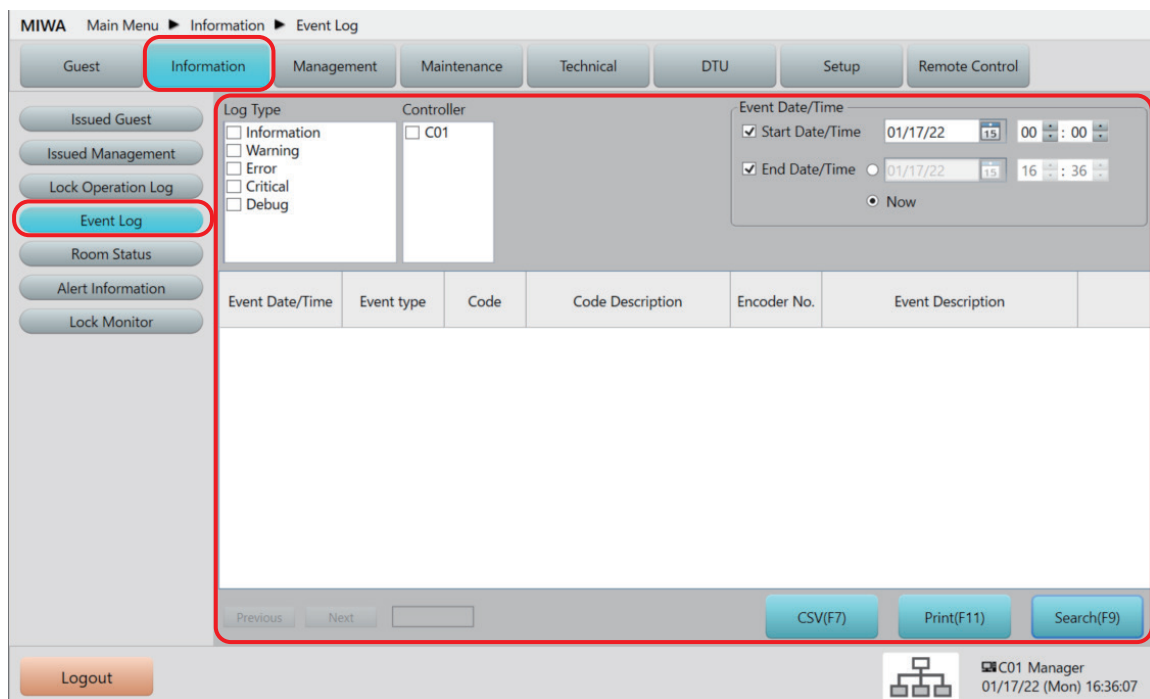 MIWA Main Menu ▶ Information ▶ Event Log
Guest Information Management Maintenance Technical DTU Setup Remote Control
Issued Guest
Issued Management
Lock Operation Log
Event Log
Room Status
Alert Information
Lock Monitor
Log Type
Information
Warning
Error
Critical
Debug
Controller
C01
Event Date/Time
Start Date/Time 01/17/22 15 00 : 00
End Date/Time 01/17/22 15 16 : 36
Now
Event Date/Time Event type Code Code Description Encoder No. Event Description
Previous Next CSV(F7) Print(F11) Search(F9)
Logout
C01 Manager
01/17/22 (Mon) 16:36:07